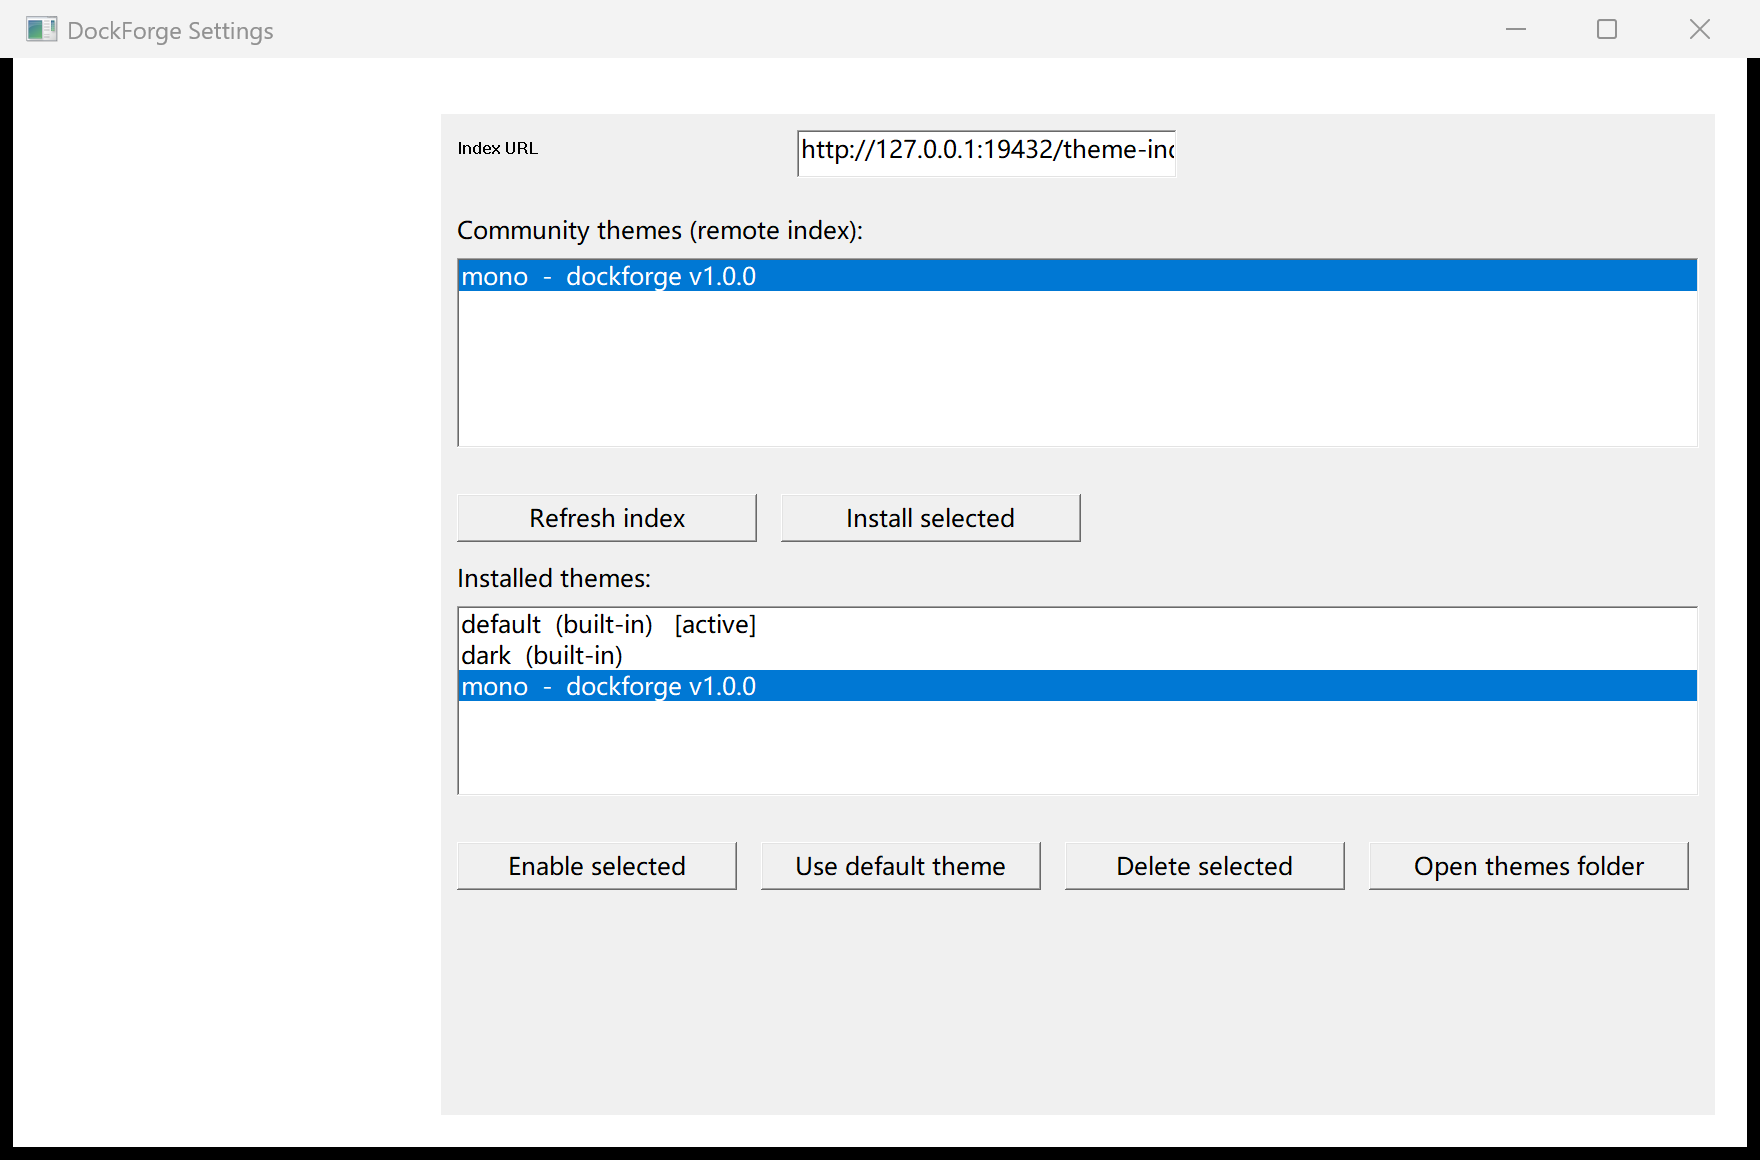 DockForge Settings
Index URL
http://127.0.0.1:19432/theme-inc
Community themes (remote index):
mono  -  dockforge v1.0.0
Refresh index
Install selected
Installed themes:
default  (built-in)   [active]
dark  (built-in)
mono  -  dockforge v1.0.0
Enable selected
Use default theme
Delete selected
Open themes folder